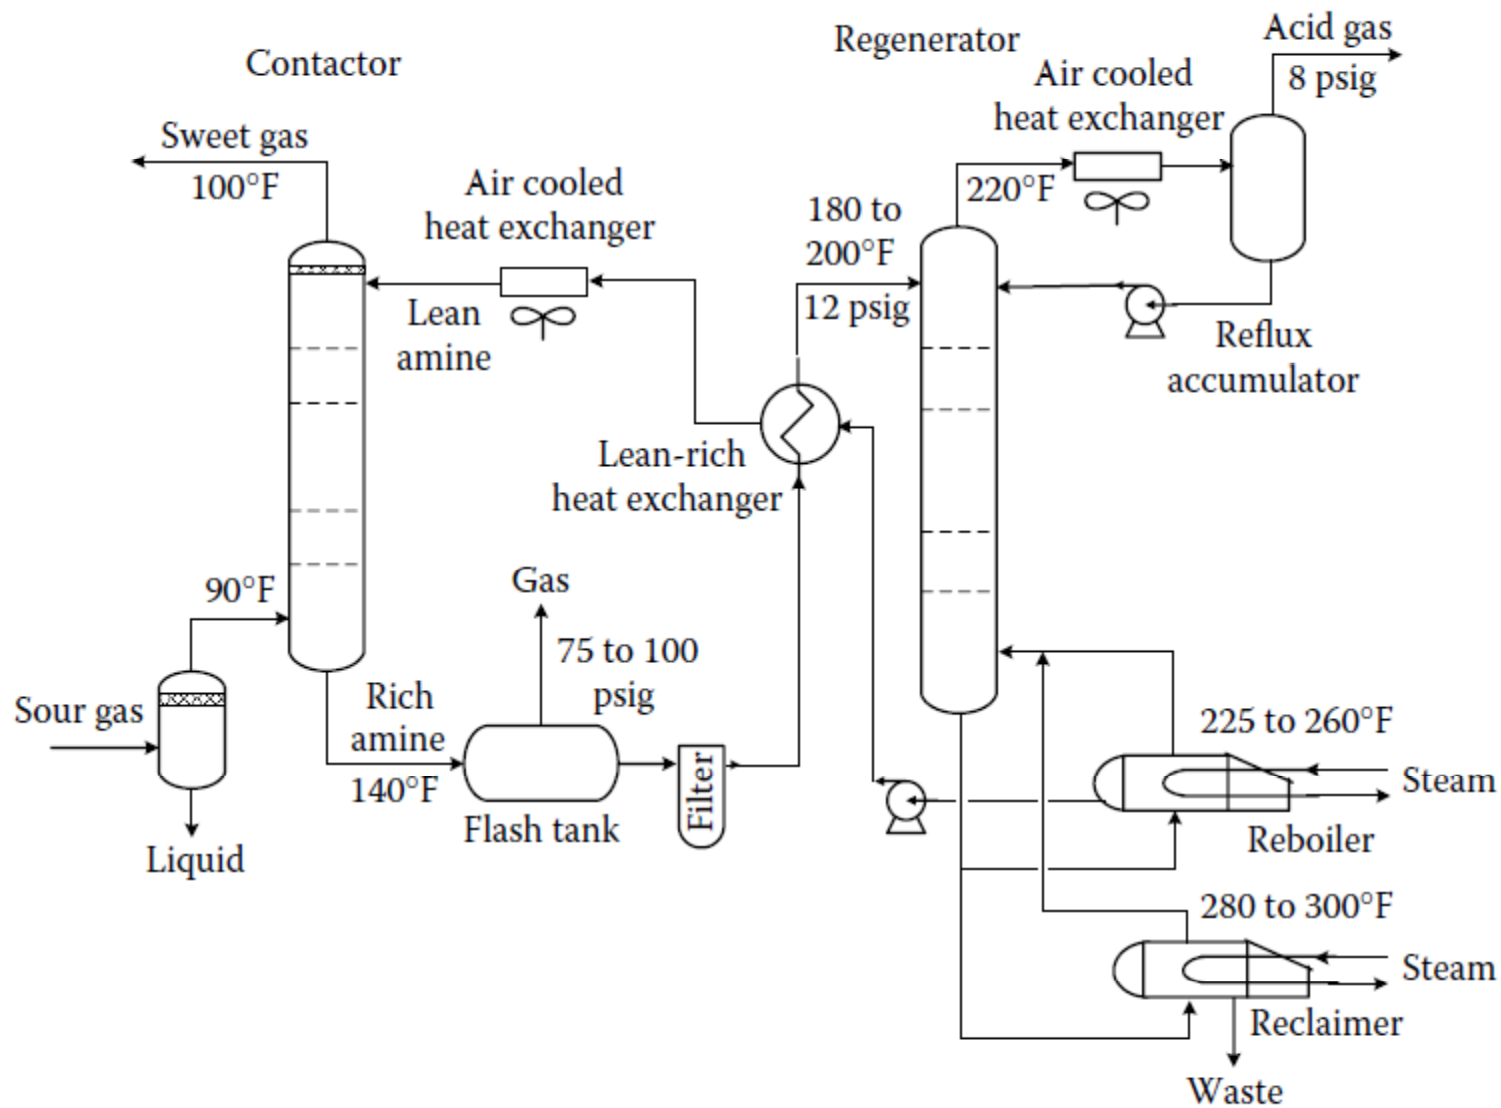 Contactor
Regenerator
Acid gas
8 psig
Air cooled
heat exchanger
Sweet gas
100°F
Air cooled
heat exchanger
220°F
180 to
200°F
12 psig
Lean
amine
Reflux
accumulator
Lean-rich
heat exchanger
90°F
Gas
75 to 100
psig
Sour gas
Rich
amine
140°F
Flash tank
Filter
Liquid
225 to 260°F
Steam
Reboiler
280 to 300°F
Steam
Reclaimer
Waste